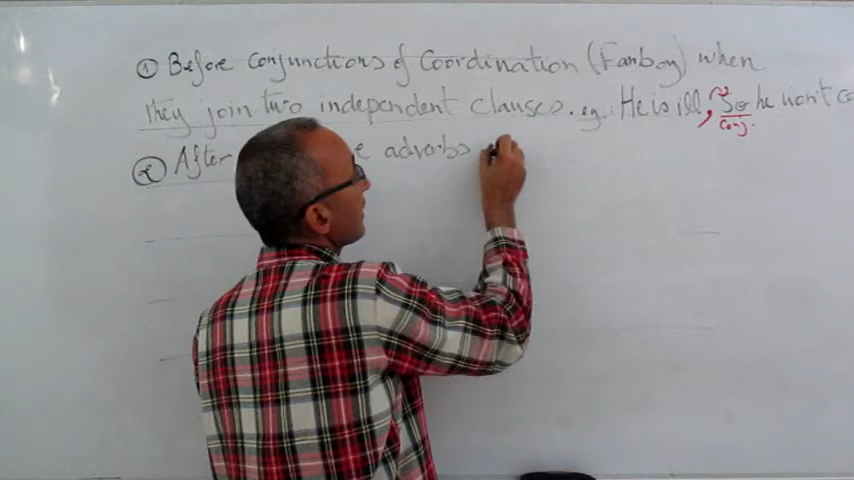 ① Before conjunctions of Coordination (Fanboy) when
they join two independent clauses. eg: He is ill, So he won't co
conj.
② After adverbs